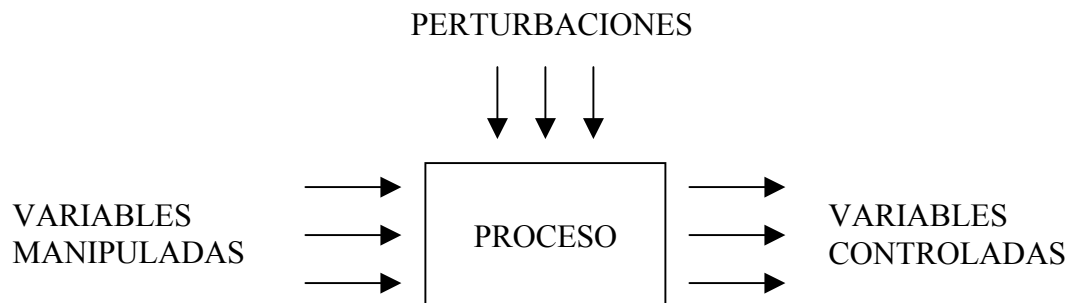 PERTURBACIONES
VARIABLES
MANIPULADAS
PROCESO
VARIABLES
CONTROLADAS